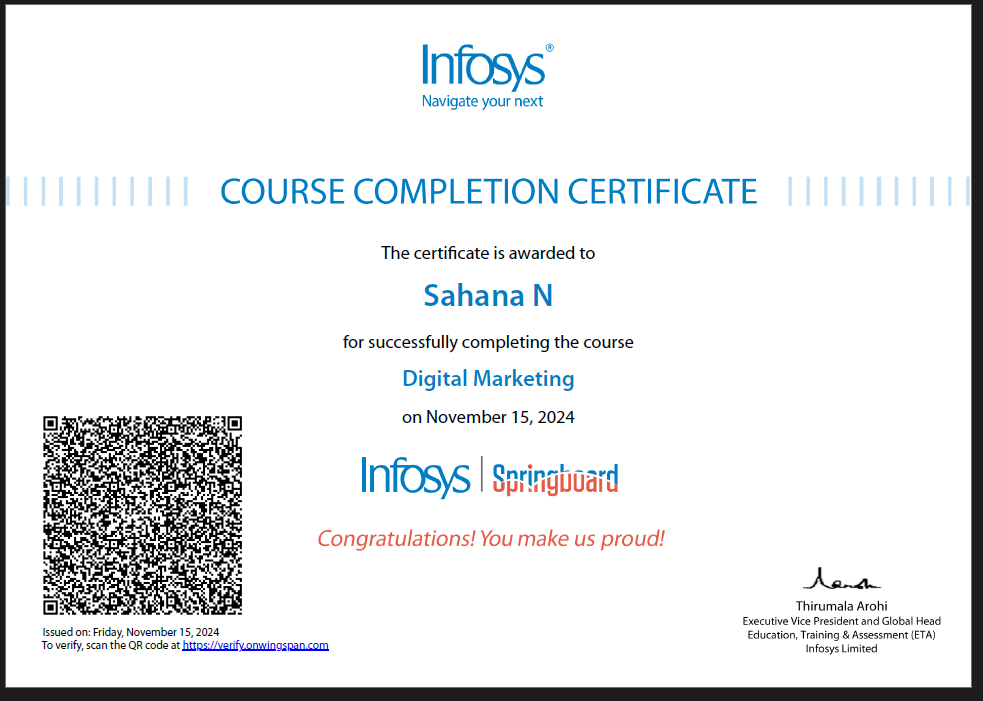 Infosys®
Navigate your next
COURSE COMPLETION CERTIFICATE
The certificate is awarded to
Sahana N
for successfully completing the course
Digital Marketing
on November 15, 2024
Infosys | Springboard
Congratulations! You make us proud!
Issued on: Friday, November 15, 2024
To verify, scan the QR code at https://verify.onwingspan.com
Thirumala Arohi
Executive Vice President and Global Head
Education, Training & Assessment (ETA)
Infosys Limited